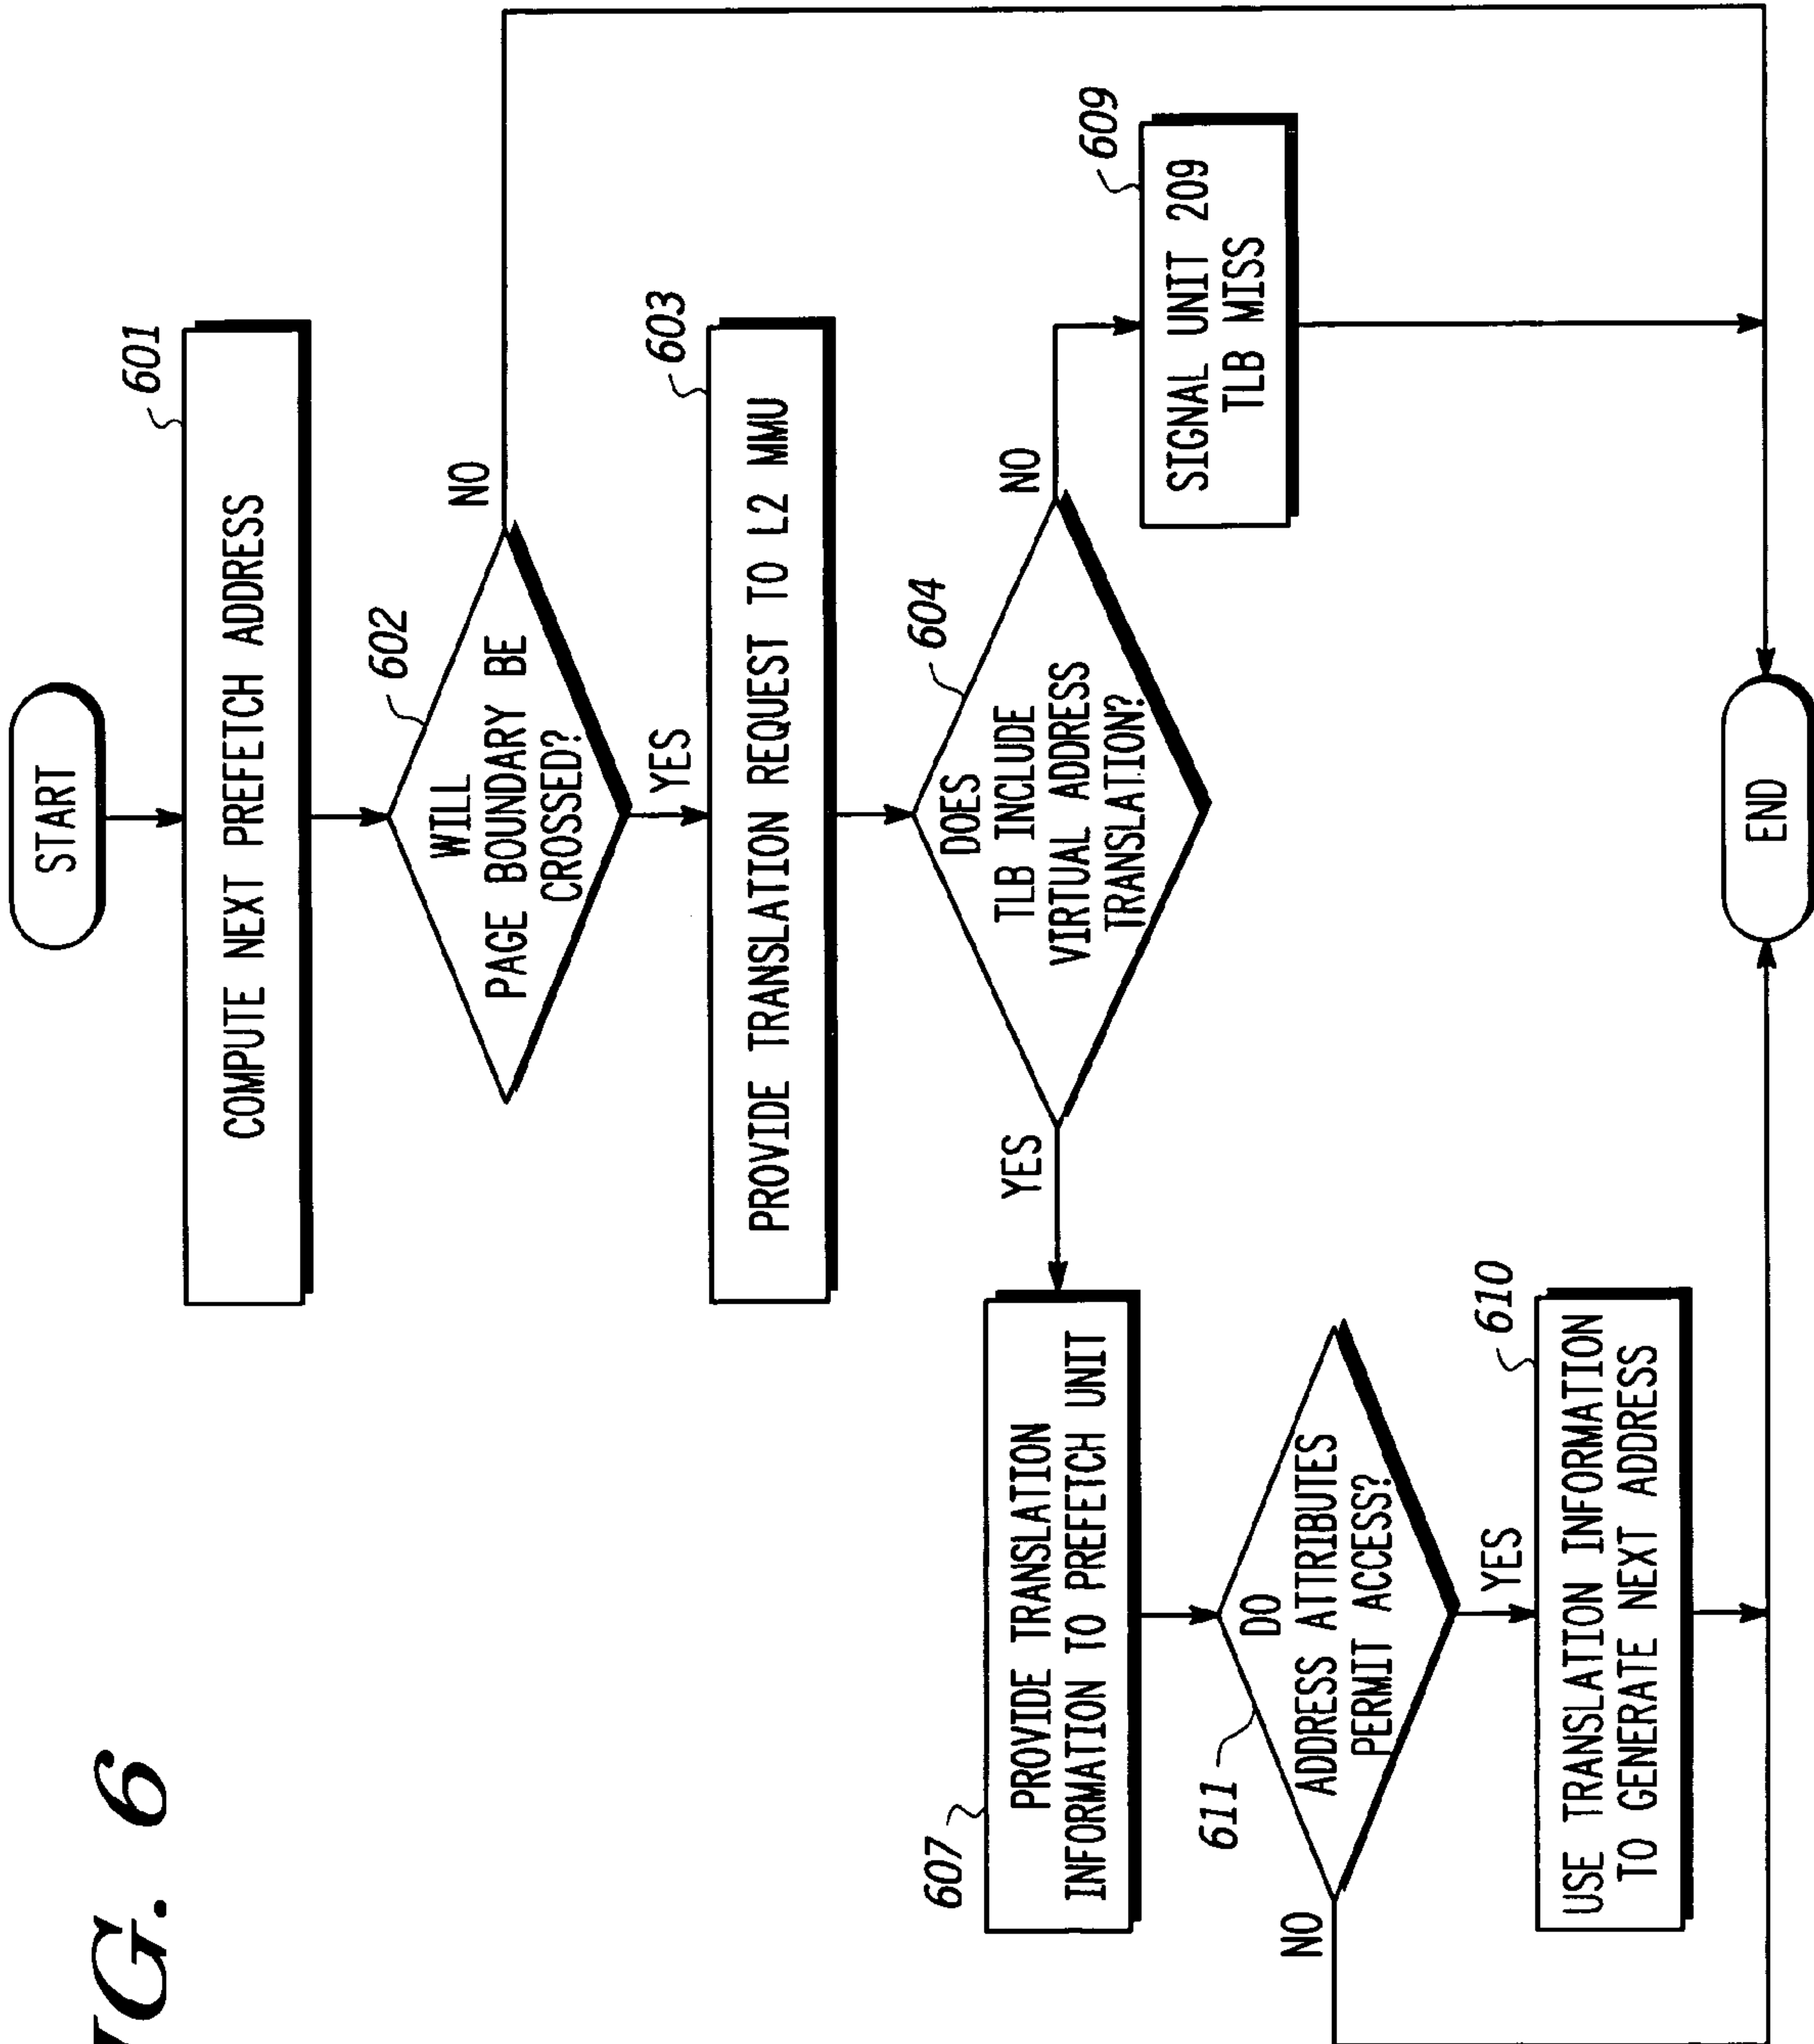 IG. 6
START
601
COMPUTE NEXT PREFETCH ADDRESS
602
WILL
PAGE BOUNDARY BE
CROSSED?
NO
YES
603
PROVIDE TRANSLATION REQUEST TO L2 MMU
604
DOES
TLB INCLUDE
VIRTUAL ADDRESS
TRANSLATION?
YES
NO
607
PROVIDE TRANSLATION
INFORMATION TO PREFETCH UNIT
609
SIGNAL UNIT 209
TLB MISS
611
DO
ADDRESS ATTRIBUTES
PERMIT ACCESS?
NO
YES
610
USE TRANSLATION INFORMATION
TO GENERATE NEXT ADDRESS
END